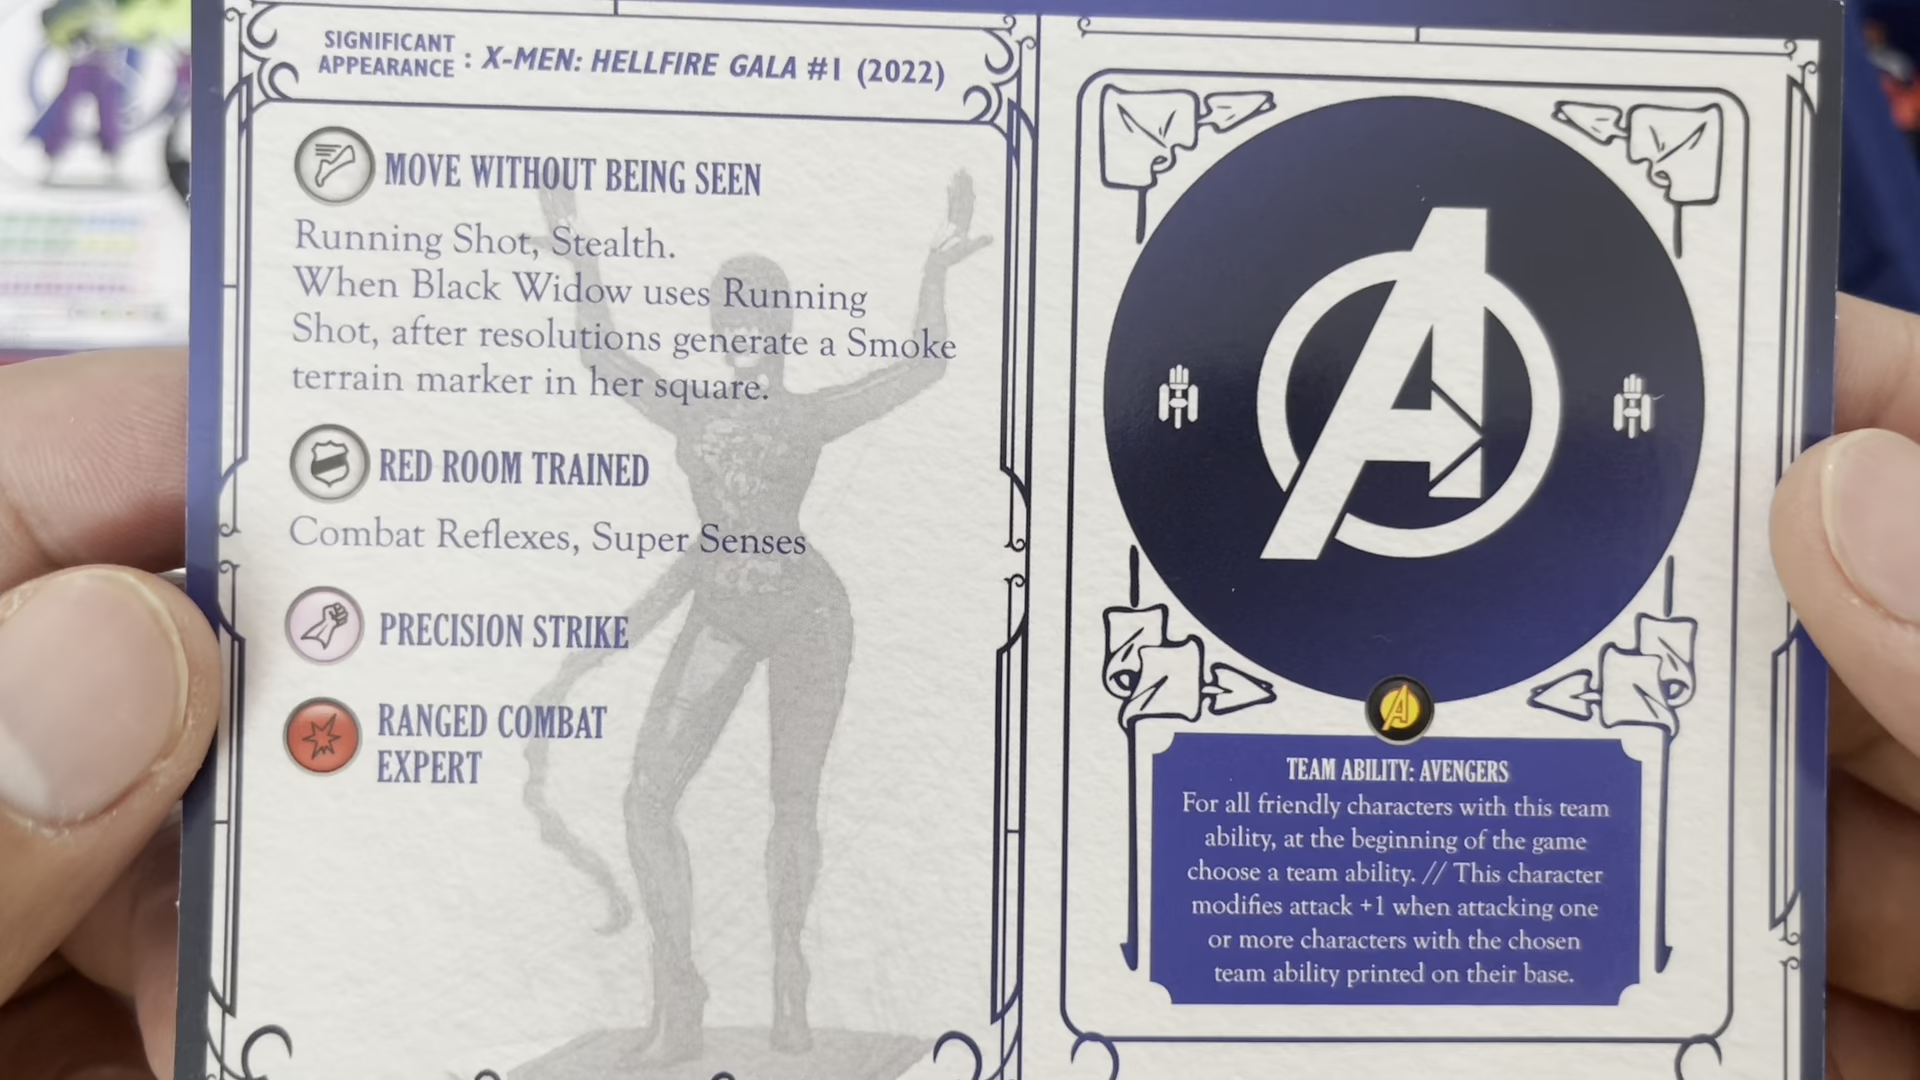 SIGNIFICANT
APPEARANCE : X-MEN: HELLFIRE GALA #1 (2022)
MOVE WITHOUT BEING SEEN
Running Shot, Stealth.
When Black Widow uses Running
Shot, after resolutions generate a Smoke
terrain marker in her square.
RED ROOM TRAINED
Combat Reflexes, Super Senses
PRECISION STRIKE
RANGED COMBAT
EXPERT
TEAM ABILITY: AVENGERS
For all friendly characters with this team
ability, at the beginning of the game
choose a team ability. // This character
modifies attack +1 when attacking one
or more characters with the chosen
team ability printed on their base.